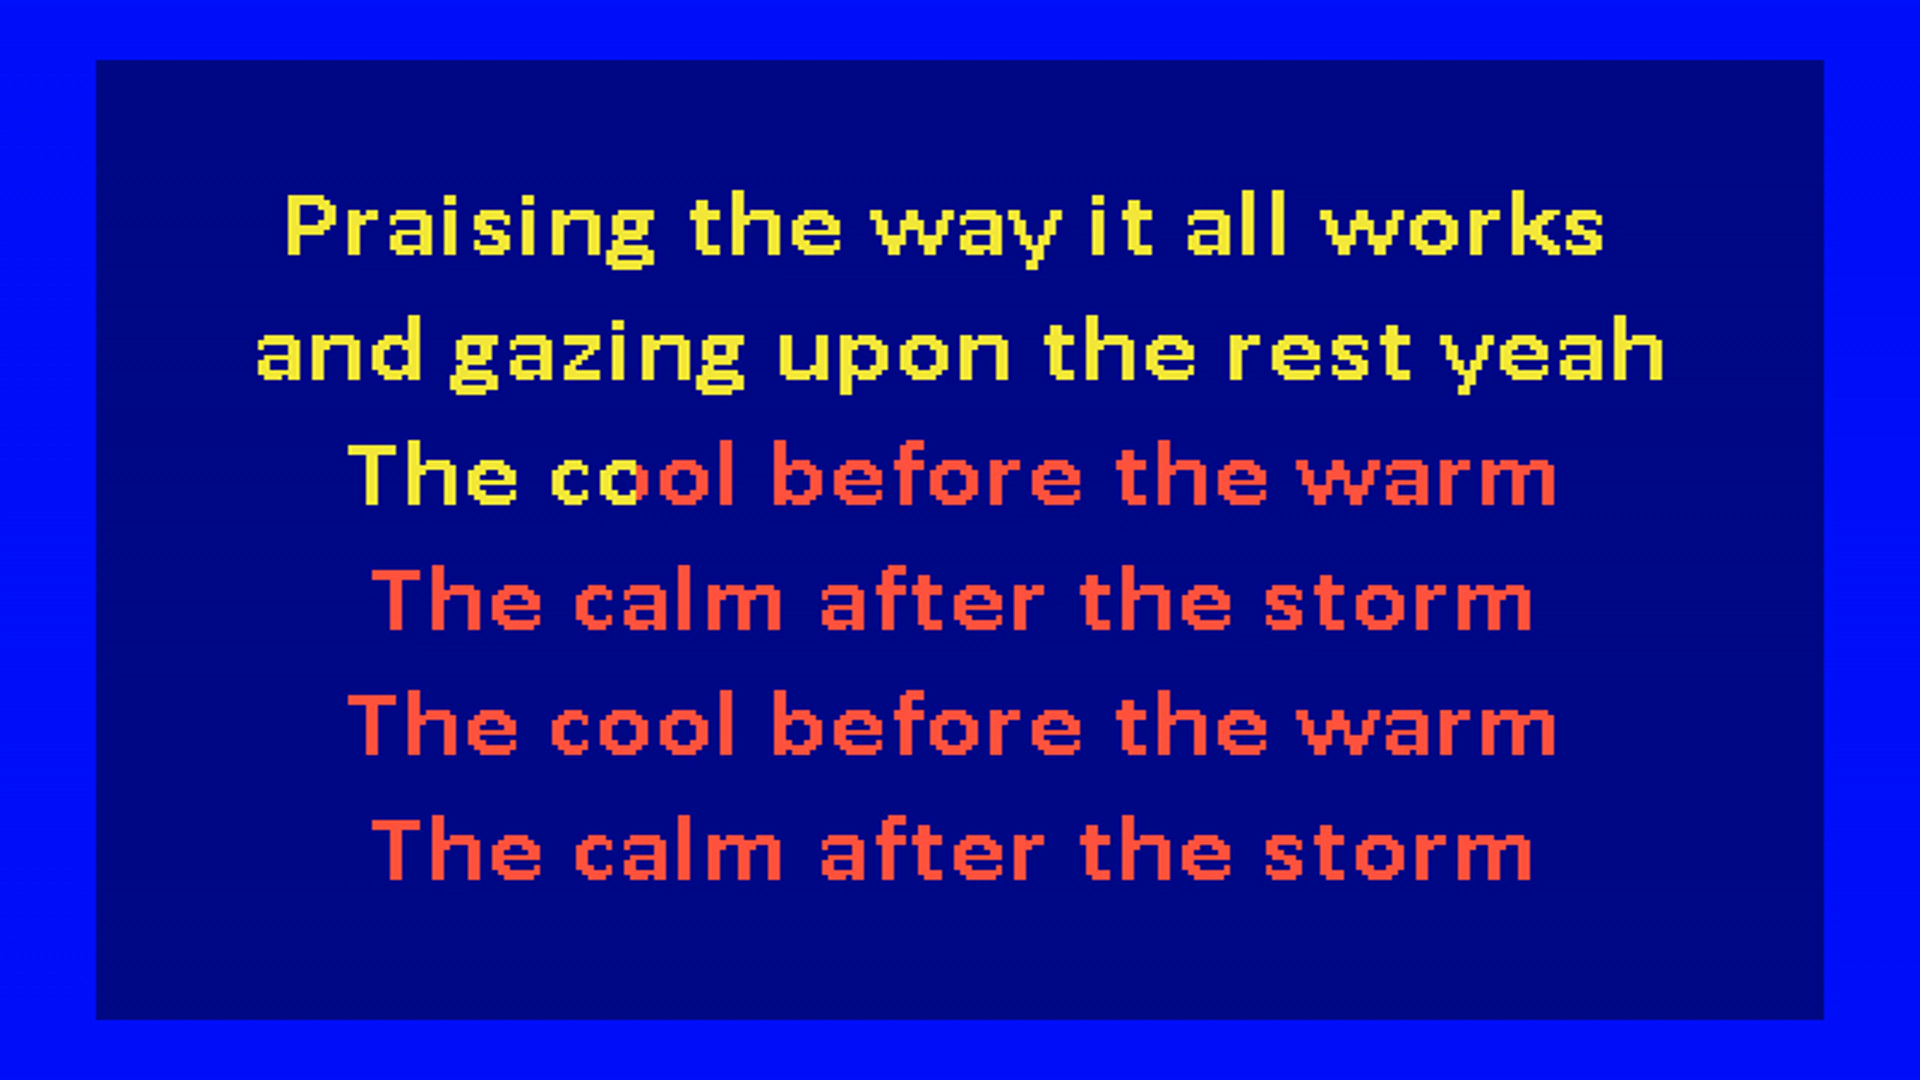 Praising the way it all works
and gazing upon the rest yeah
The cool before the warm
The calm after the storm
The cool before the warm
The calm after the storm